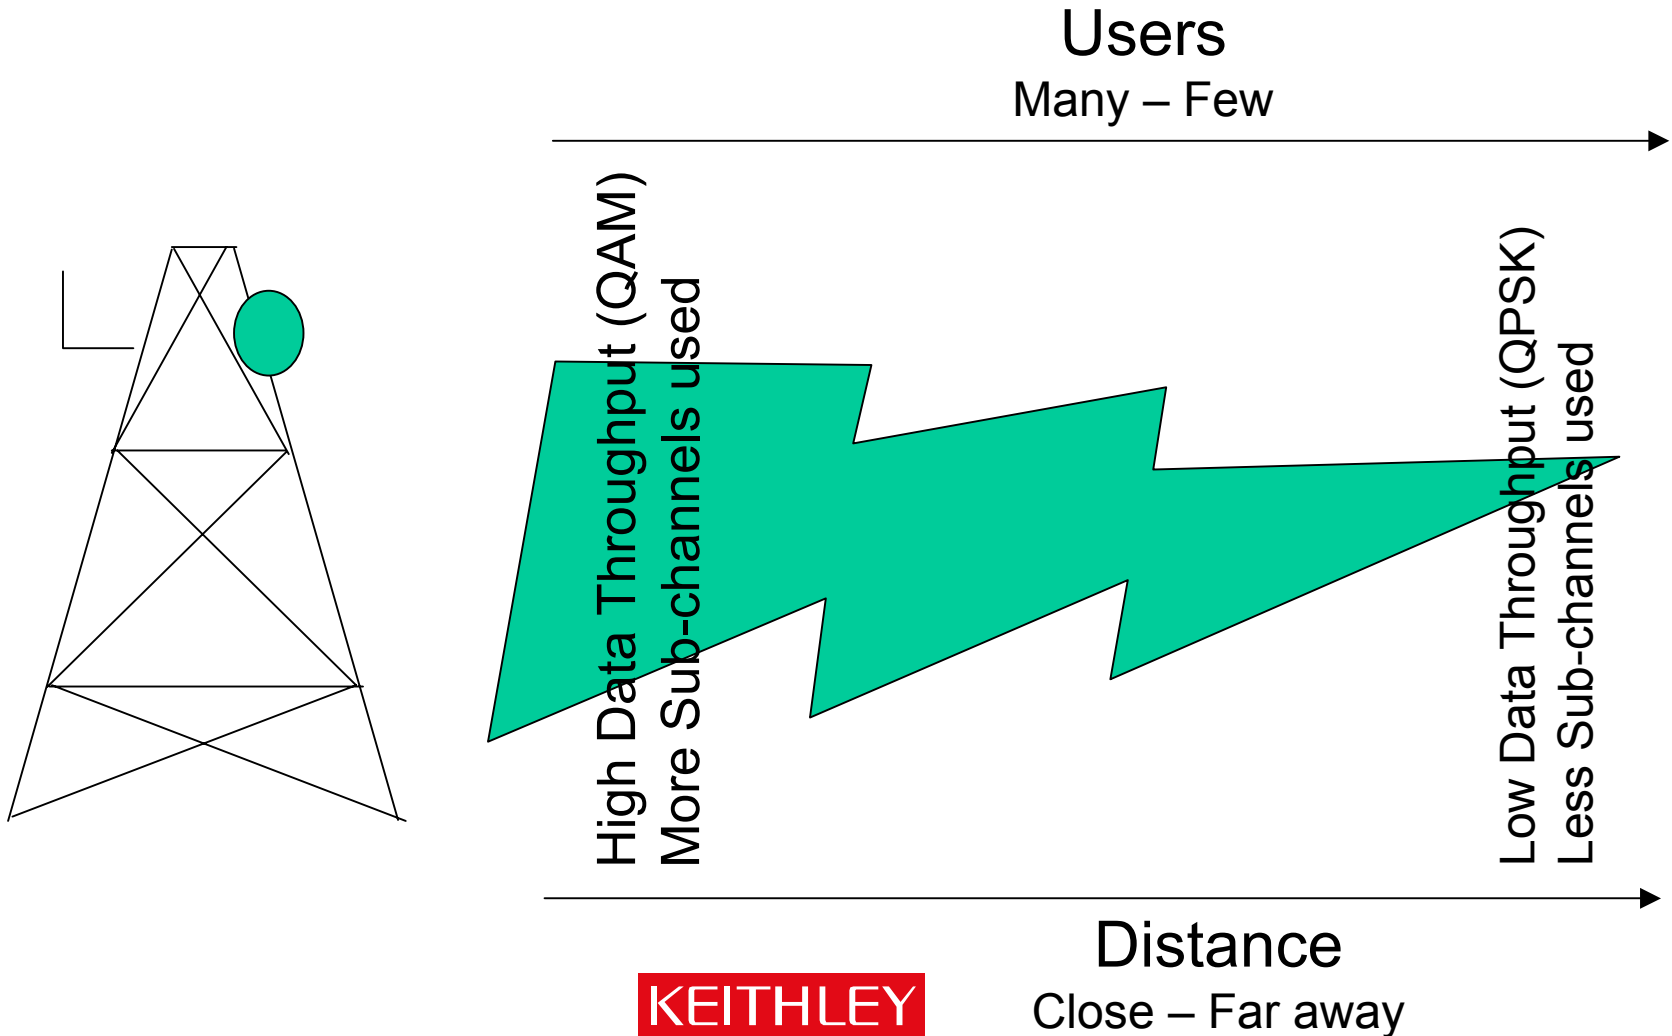 Users
Many – Few
High Data Throughput (QAM)
More Sub-channels used
Low Data Throughput (QPSK)
Less Sub-channels used
Distance
Close – Far away
KEITHLEY